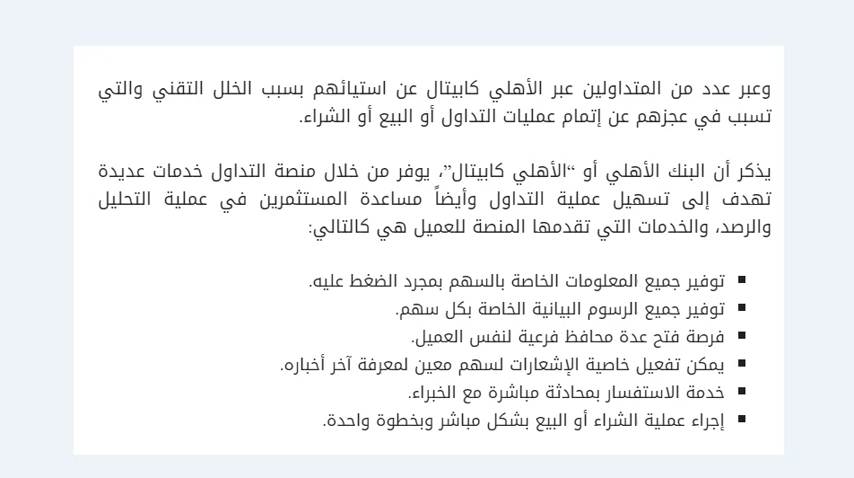 وعبر عدد من المتداولين عبر الأهلي كابيتال عن استيائهم بسبب الخلل التقني والتي
تسبب في عجزهم عن إتمام عمليات التداول أو البيع أو الشراء.
يذكر أن البنك الأهلي أو “الأهلي كابيتال”، يوفر من خلال منصة التداول خدمات عديدة
تهدف إلى تسهيل عملية التداول وأيضاً مساعدة المستثمرين في عملية التحليل
والرصد، والخدمات التي تقدمها المنصة للعميل هي كالتالي:
▪ توفير جميع المعلومات الخاصة بالسهم بمجرد الضغط عليه.
▪ توفير جميع الرسوم البيانية الخاصة بكل سهم.
▪ فرصة فتح عدة محافظ فرعية لنفس العميل.
▪ يمكن تفعيل خاصية الإشعارات لسهم معين لمعرفة آخر أخباره.
▪ خدمة الاستفسار بمحادثة مباشرة مع الخبراء.
▪ إجراء عملية الشراء أو البيع بشكل مباشر وبخطوة واحدة.